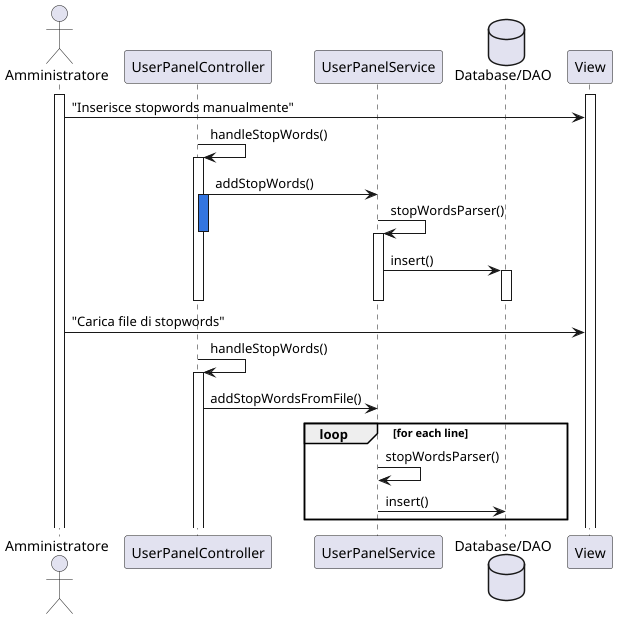 Amministratore
UserPanelController
UserPanelService
Database/DAO
View
"Inserisce stopwords manualmente"
handleStopWords()
addStopWords()
stopWordsParser()
insert()
"Carica file di stopwords"
handleStopWords()
addStopWordsFromFile()
loop [for each line]
stopWordsParser()
insert()
Amministratore
UserPanelController
UserPanelService
Database/DAO
View